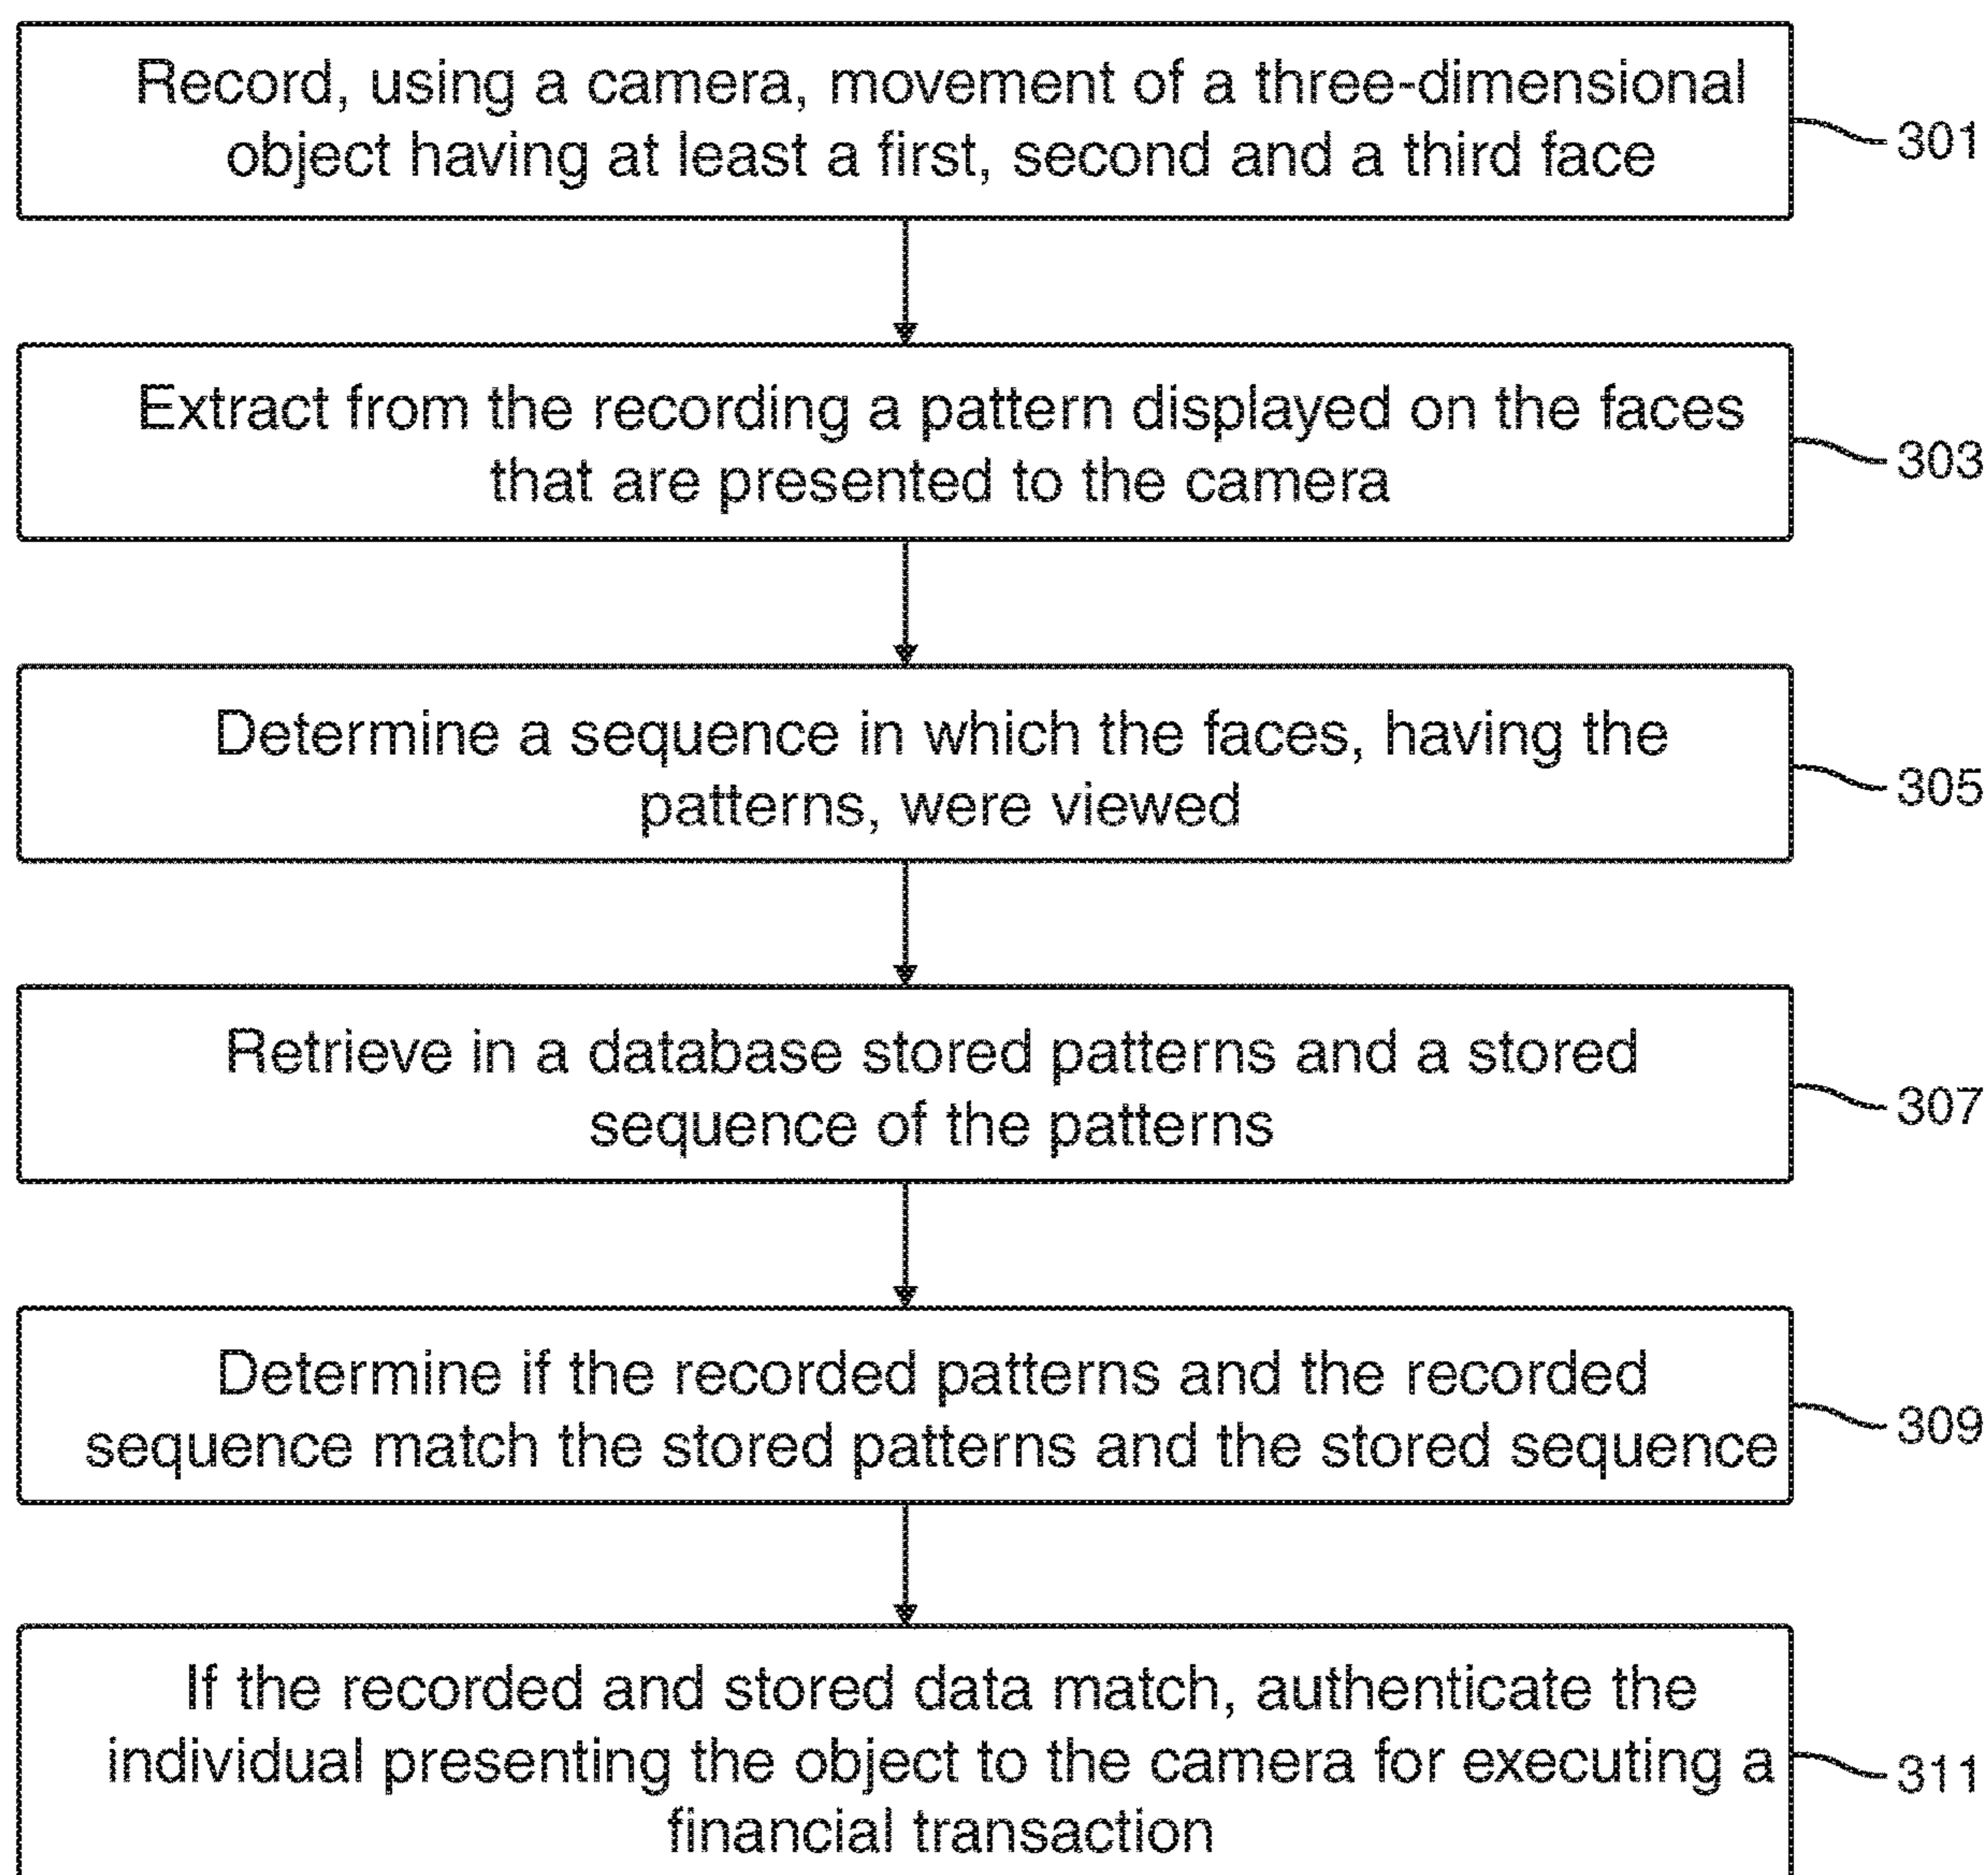 Record, using a camera, movement of a three-dimensional
object having at least a first, second and a third face
301
Extract from the recording a pattern displayed on the faces
that are presented to the camera
303
Determine a sequence in which the faces, having the
patterns, were viewed
305
Retrieve in a database stored patterns and a stored
sequence of the patterns
307
Determine if the recorded patterns and the recorded
sequence match the stored patterns and the stored sequence
309
If the recorded and stored data match, authenticate the
individual presenting the object to the camera for executing a
financial transaction
311